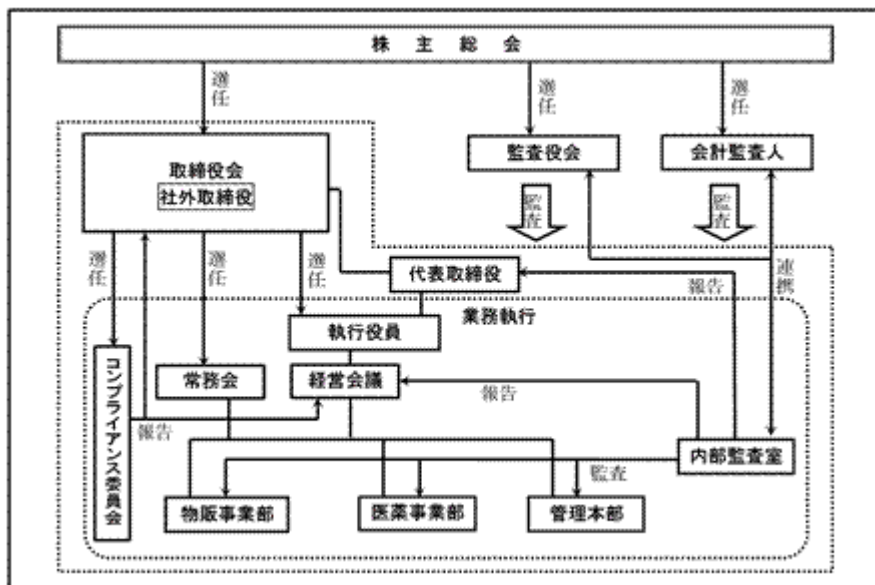 株主総会
選任
選任
選任
取締役会
社外取締役
監査役会
会計監査人
監査
監査
選任
選任
選任
代表取締役
報告
連携
業務執行
執行役員
コンプライアンス委員会
常務会
経営会議
報告
報告
内部監査室
監査
物販事業部
医薬事業部
管理本部